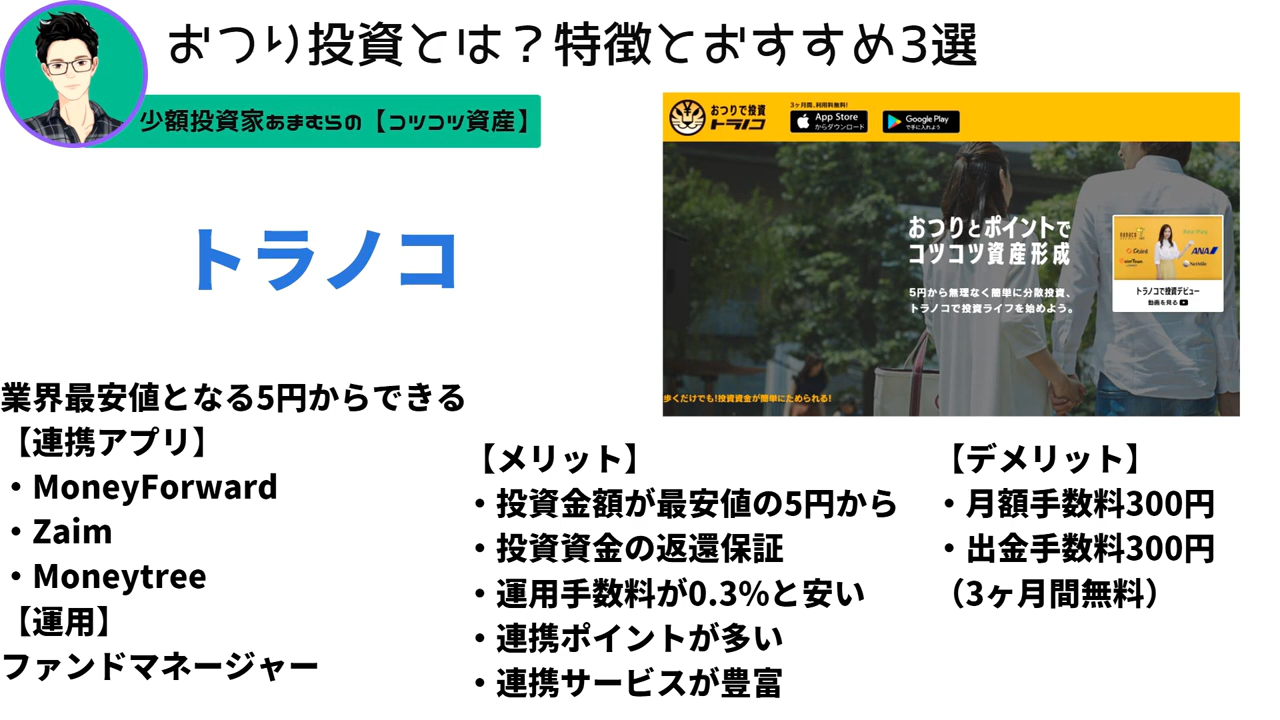 おつり投資とは？特徴とおすすめ3選
少額投資家あまむらの【コツコツ資産】
おつりで投資
トラノコ
3ヶ月間、利用料無料!
App Store
からダウンロード
Google Play
で手に入れよう
おつりとポイントで
コツコツ資産形成
5円から無理なく簡単に分散投資、
トラノコで投資ライフを始めよう。
nanaco
Point
ANA
NetMile
トラノコで投資デビュー
動画を見る
歩くだけでも!投資資金が簡単にためられる!
トラノコ
業界最安値となる5円からできる
【連携アプリ】
・MoneyForward
・Zaim
・Moneytree
【運用】
ファンドマネージャー
【メリット】
・投資金額が最安値の5円から
・投資資金の返還保証
・運用手数料が0.3%と安い
・連携ポイントが多い
・連携サービスが豊富
【デメリット】
・月額手数料300円
・出金手数料300円
（3ヶ月間無料）